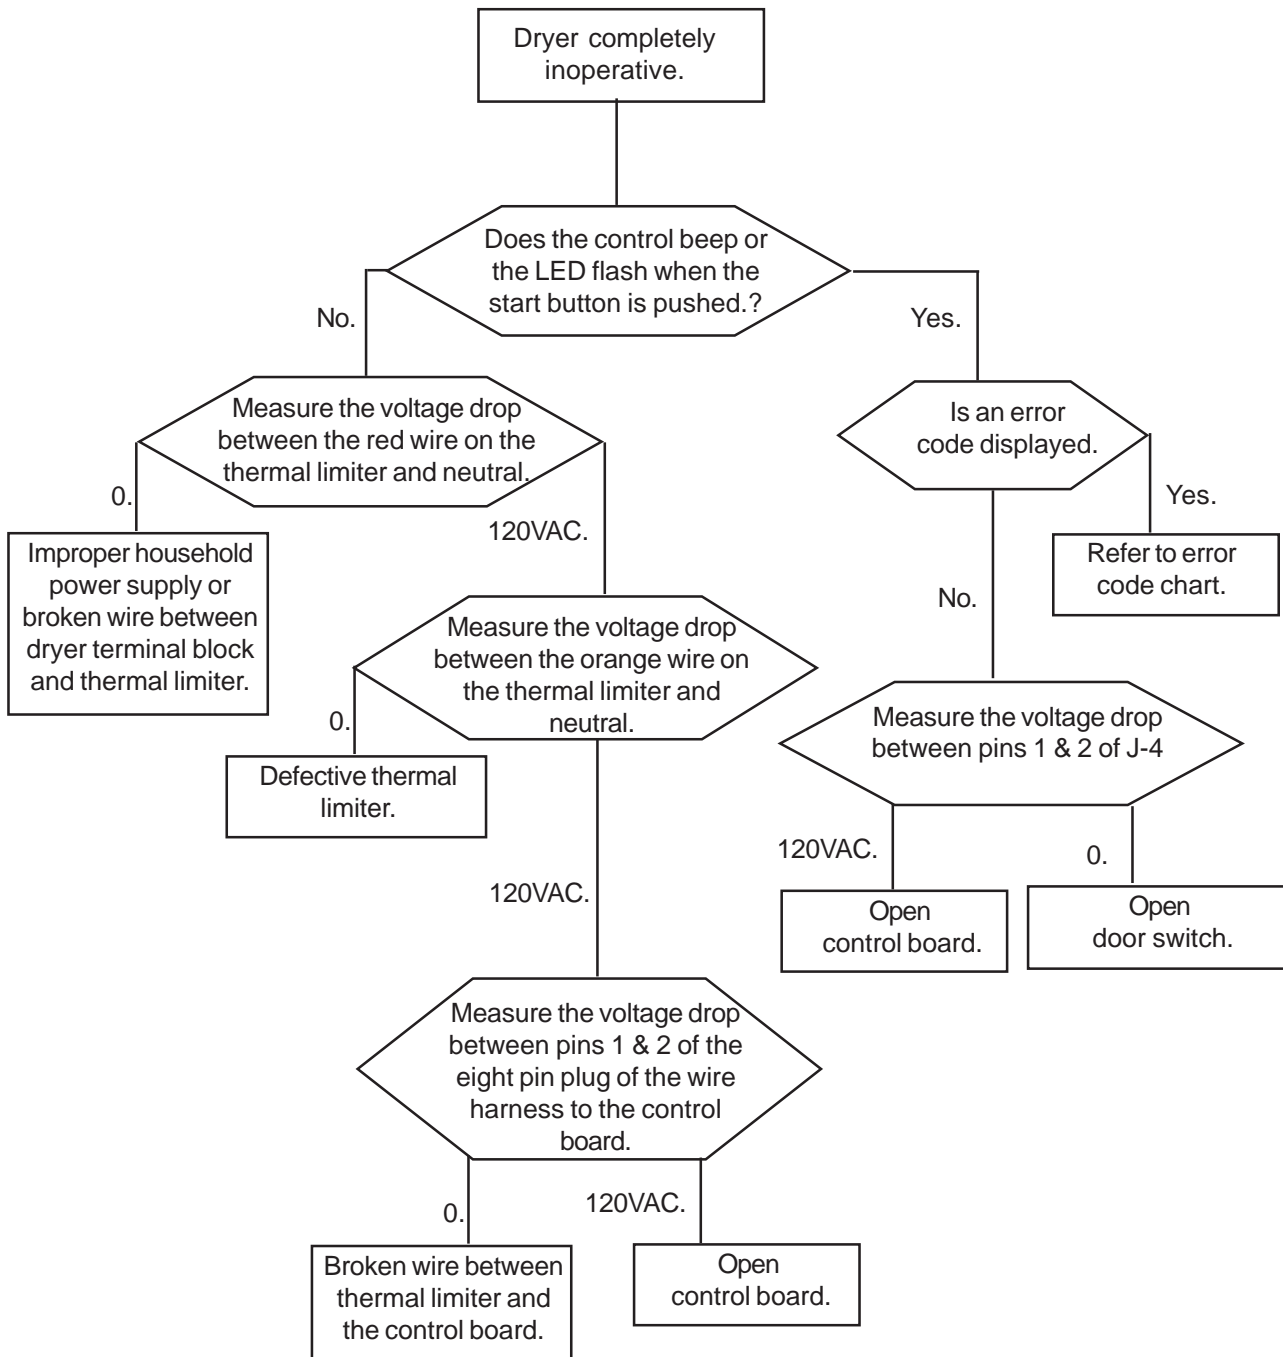 Dryer completely
inoperative.
Does the control beep or
the LED flash when the
start button is pushed.?
No.
Yes.
Measure the voltage drop
between the red wire on the
thermal limiter and neutral.
Is an error
code displayed.
0.
120VAC.
Yes.
No.
Improper household
power supply or
broken wire between
dryer terminal block
and thermal limiter.
Refer to error
code chart.
Measure the voltage drop
between the orange wire on
the thermal limiter and
neutral.
Measure the voltage drop
between pins 1 & 2 of J-4
0.
Defective thermal
limiter.
120VAC.
120VAC.
0.
Open
control board.
Open
door switch.
Measure the voltage drop
between pins 1 & 2 of the
eight pin plug of the wire
harness to the control
board.
0.
120VAC.
Broken wire between
thermal limiter and
the control board.
Open
control board.